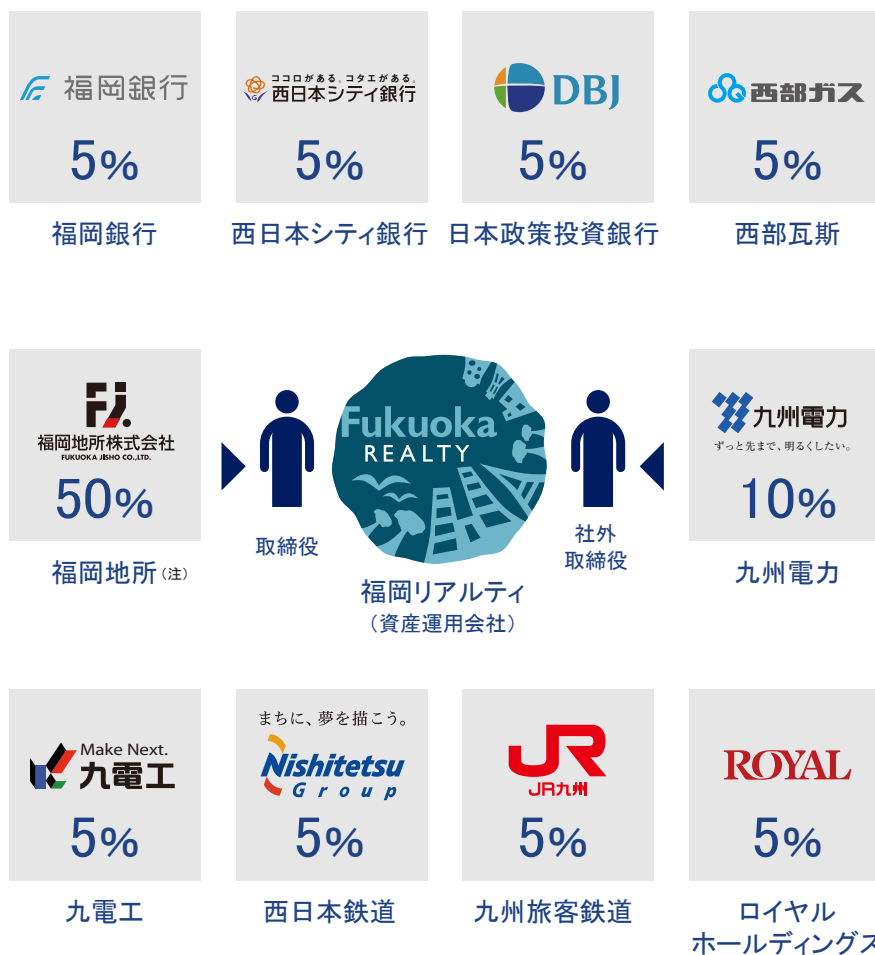 福岡銀行
5%
福岡銀行
ココロがある。コタエがある。
西日本シティ銀行
5%
西日本シティ銀行
DBJ
5%
日本政策投資銀行
西部ガス
5%
西部瓦斯
福岡地所株式会社
FUKUOKA JISHO CO.,LTD.
50%
福岡地所(注)
取締役
Fukuoka
REALTY
福岡リアルティ
(資産運用会社)
社外
取締役
九州電力
ずっと先まで、明るくしたい。
10%
九州電力
Make Next.
九電工
5%
九電工
まちに、夢を描こう。
Nishitetsu
Group
5%
西日本鉄道
JR
JR九州
5%
九州旅客鉄道
ROYAL
5%
ロイヤル
ホールディングス